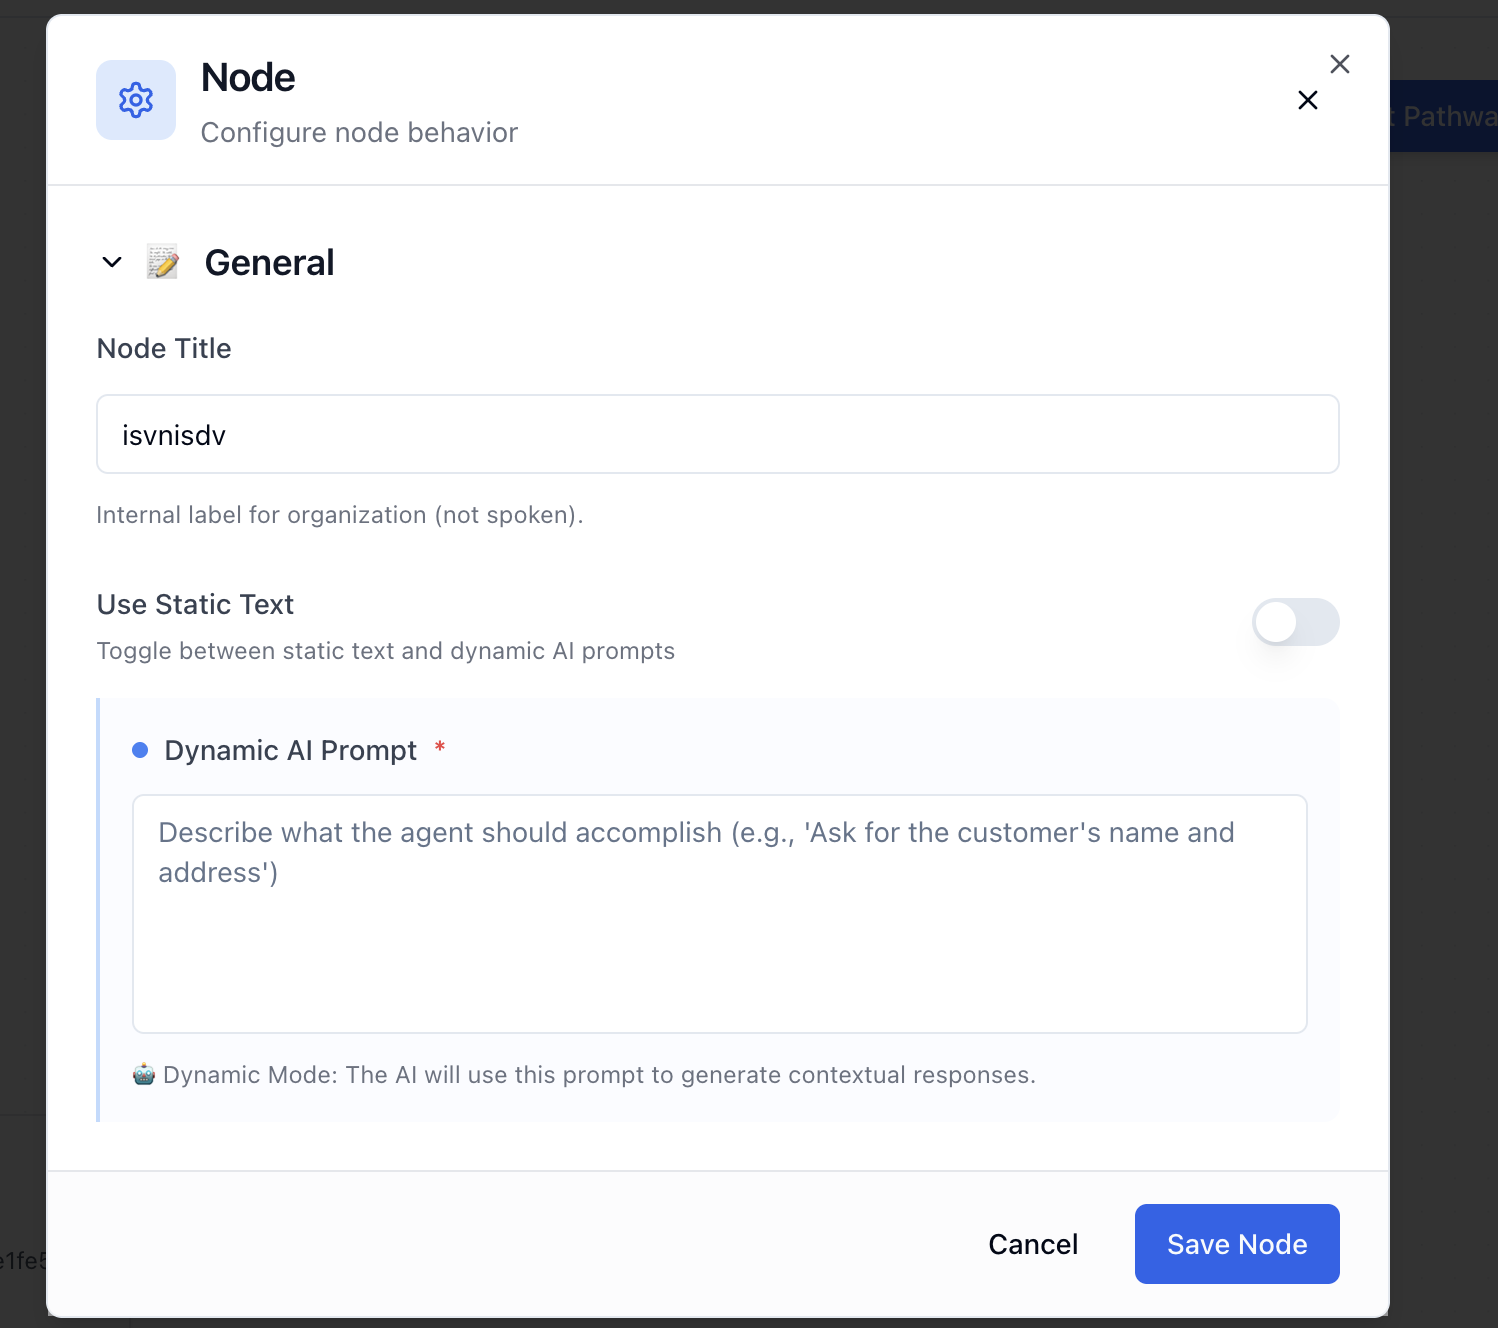 Node
Configure node behavior
t Pathwa
General
Node Title
isvnisdv
Internal label for organization (not spoken).
Use Static Text
Toggle between static text and dynamic AI prompts
Dynamic AI Prompt *
Describe what the agent should accomplish (e.g., 'Ask for the customer's name and
address')
Dynamic Mode: The AI will use this prompt to generate contextual responses.
e1fe5
Cancel
Save Node